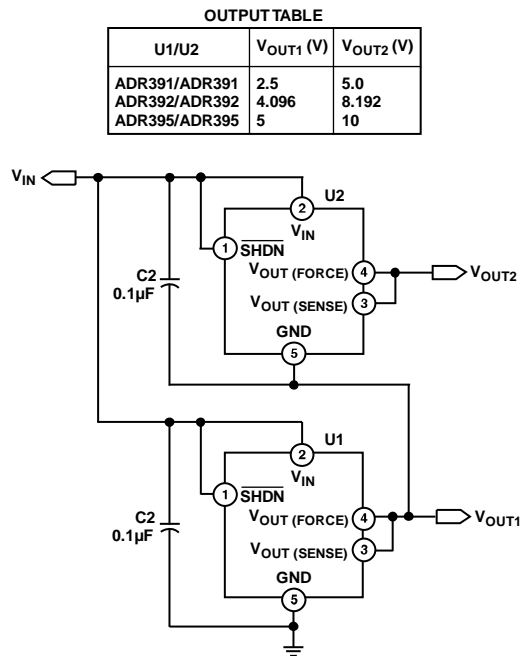 OUTPUT TABLE
U1/U2 VOUT1 (V) VOUT2 (V)
ADR391/ADR391 2.5 5.0
ADR392/ADR392 4.096 8.192
ADR395/ADR395 5 10
VIN
U2
2
VIN
1 SHDN
C2
0.1µF
VOUT (FORCE) 4
VOUT2
VOUT (SENSE) 3
GND
5
U1
2
VIN
1 SHDN
C2
0.1µF
VOUT (FORCE) 4
VOUT1
VOUT (SENSE) 3
GND
5